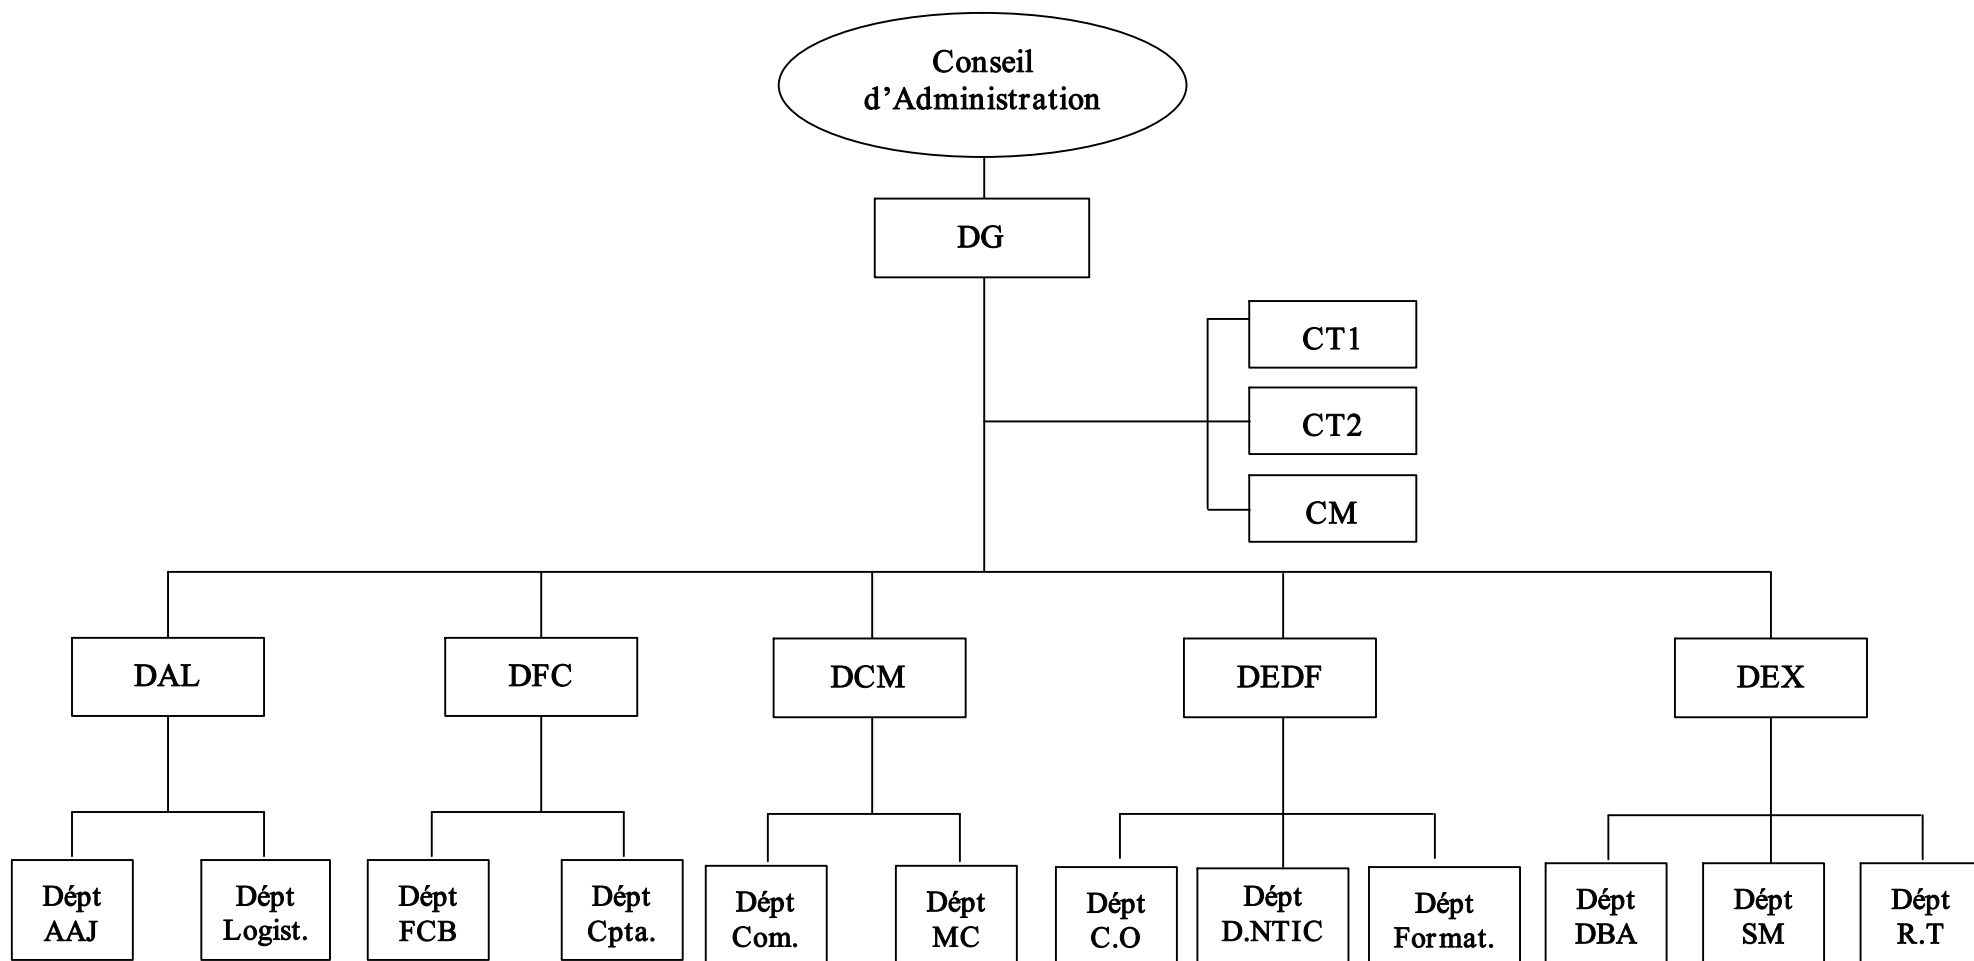 Conseil
d’Administration
DG
CT1
CT2
CM
DAL
DFC
DCM
DEDF
DEX
Dépt
AAJ
Dépt
Logist.
Dépt
FCB
Dépt
Cpta.
Dépt
Com.
Dépt
MC
Dépt
C.O
Dépt
D.NTIC
Dépt
Format.
Dépt
DBA
Dépt
SM
Dépt
R.T